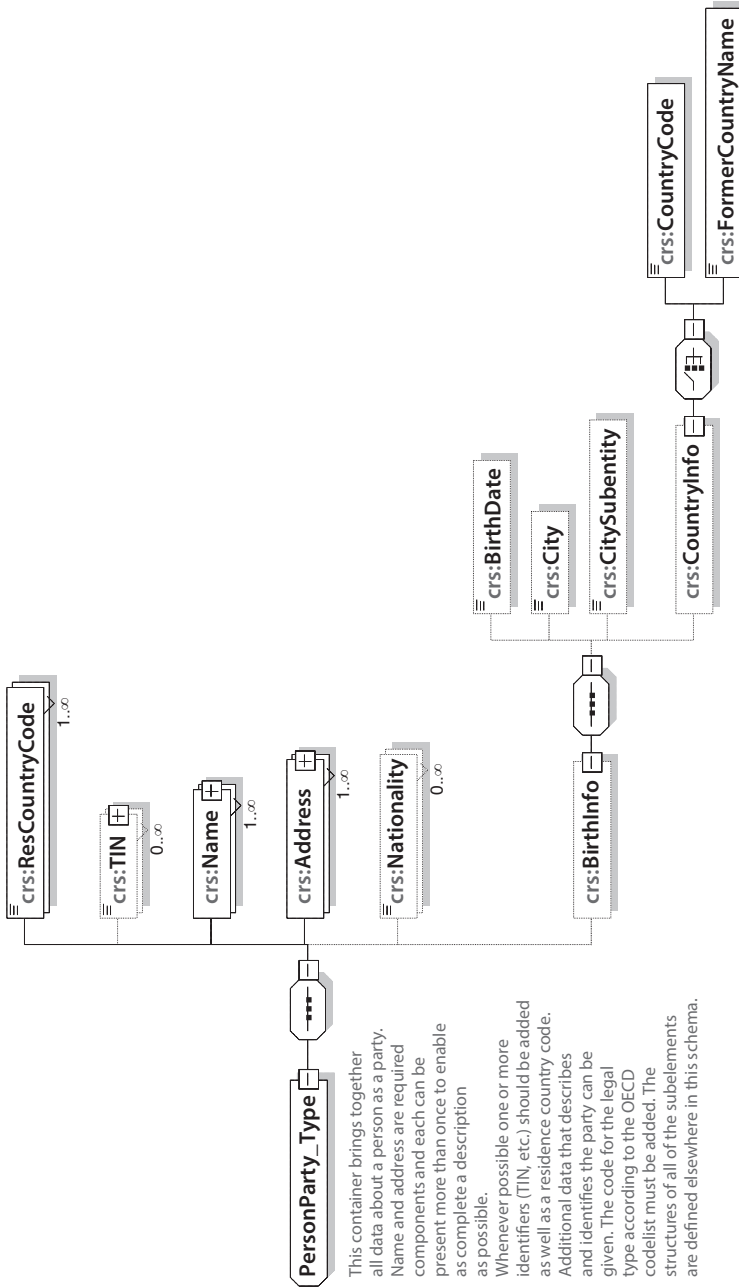 PersonParty_Type
This container brings together
all data about a person as a party.
Name and address are required
components and each can be
present more than once to enable
as complete a description
as possible.
Whenever possible one or more
identifiers (TIN, etc.) should be added
as well as a residence country code.
Additional data that describes
and identifies the party can be
given. The code for the legal
type according to the OECD
codelist must be added. The
structures of all of the subelements
are defined elsewhere in this schema.
crs:ResCountryCode
1..∞
crs:TIN
0..∞
crs:Name
1..∞
crs:Address
1..∞
crs:Nationality
0..∞
crs:BirthInfo
crs:BirthDate
crs:City
crs:CitySubentity
crs:CountryInfo
crs:CountryCode
crs:FormerCountryName